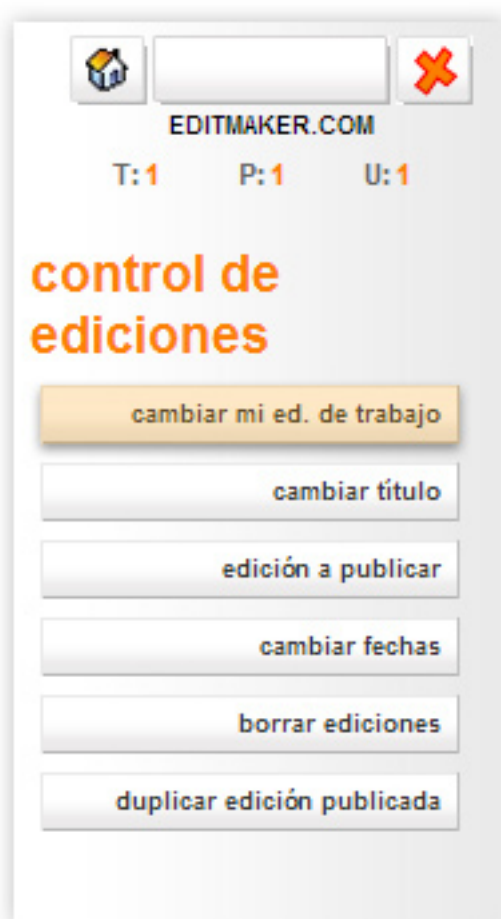 EDITMAKER.COM
T: 1 P: 1 U: 1
control de
ediciones
cambiar mi ed. de trabajo
cambiar título
edición a publicar
cambiar fechas
borrar ediciones
duplicar edición publicada